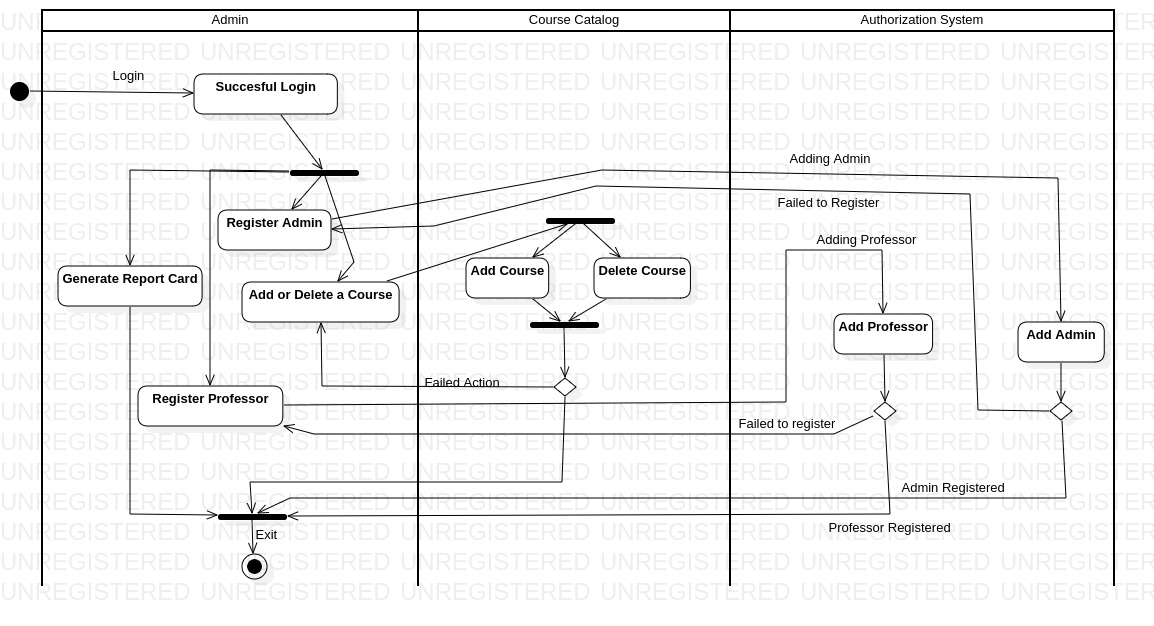 Admin
Course Catalog
Authorization System
Login
Succesful Login
Adding Admin
Failed to Register
Register Admin
Adding Professor
Generate Report Card
Add or Delete a Course
Add Course
Delete Course
Add Professor
Add Admin
Failed Action
Register Professor
Failed to register
Admin Registered
Professor Registered
Exit
UNREGISTERED UNREGISTERED UNREGISTERED UNREGISTERED UNREGISTERED UNREGISTERED